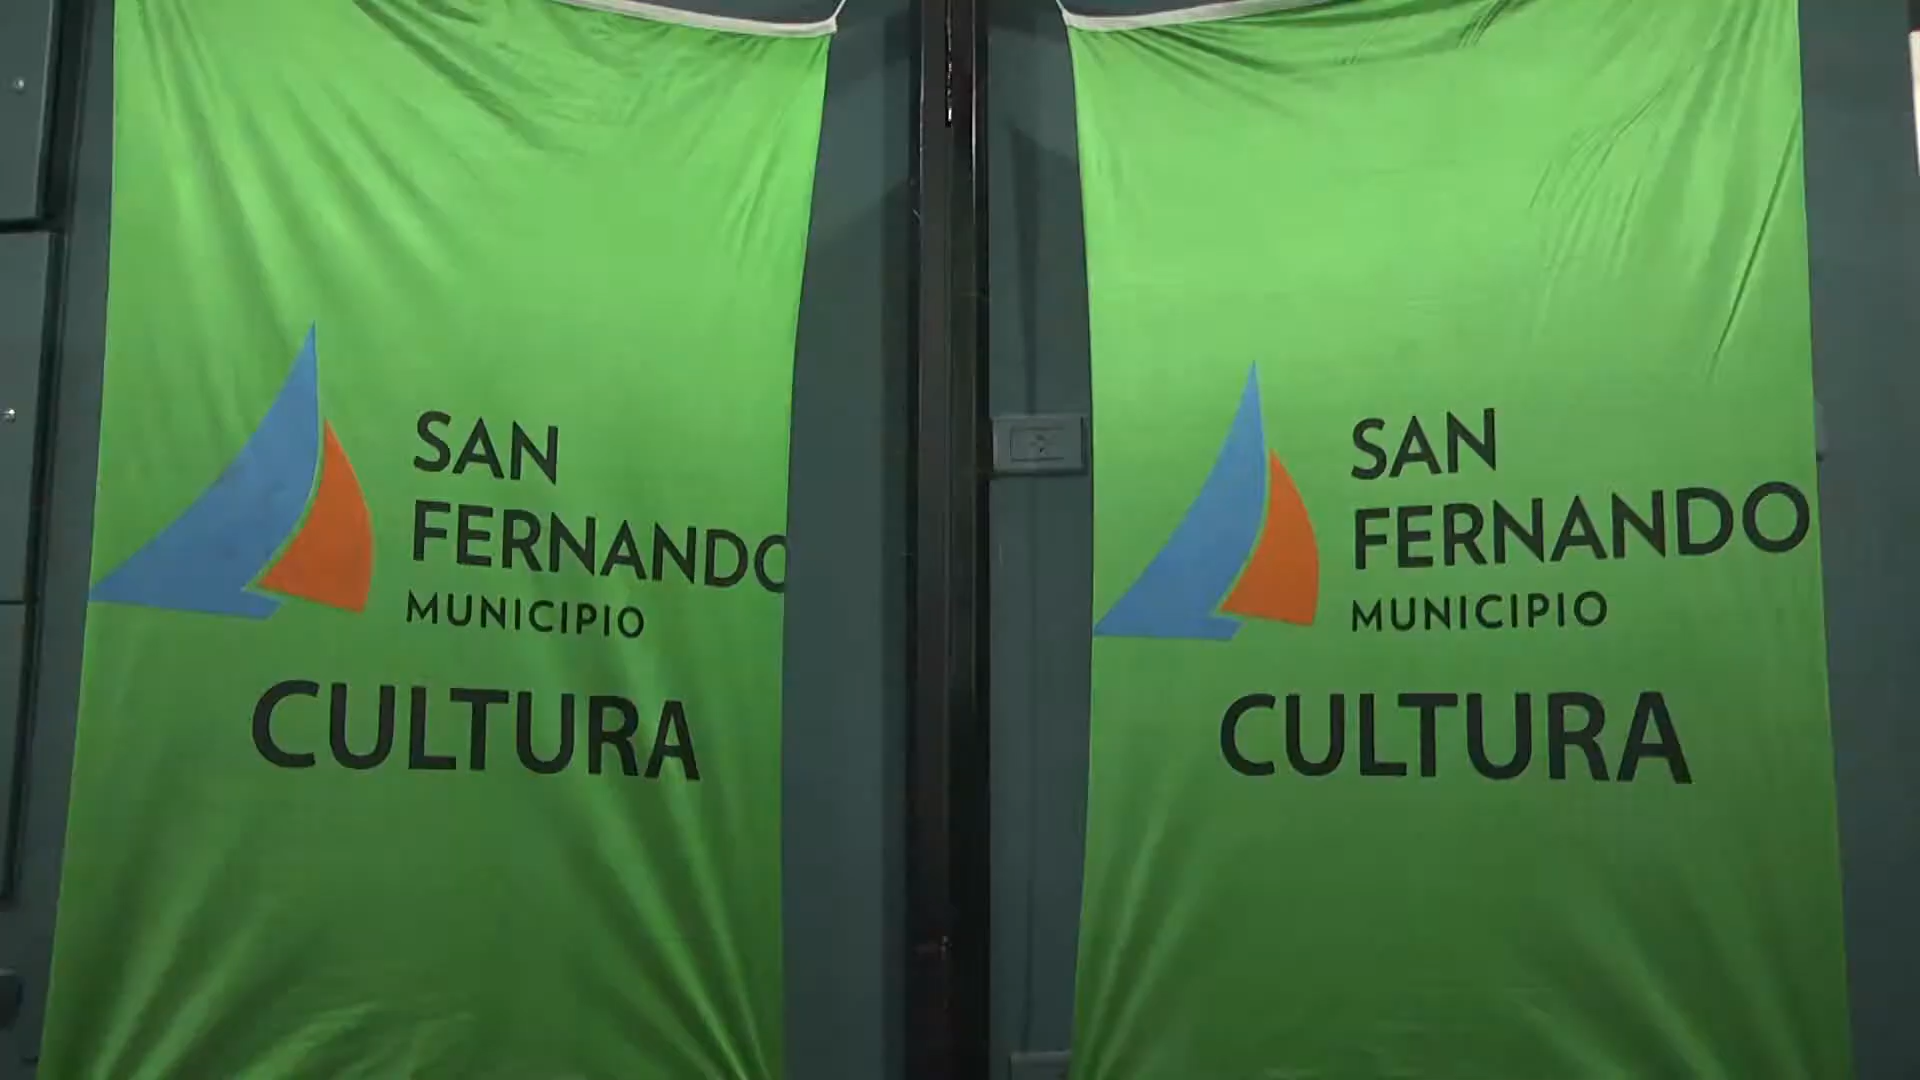 SAN
FERNANDO
MUNICIPIO
CULTURA
SAN
FERNANDO
MUNICIPIO
CULTURA